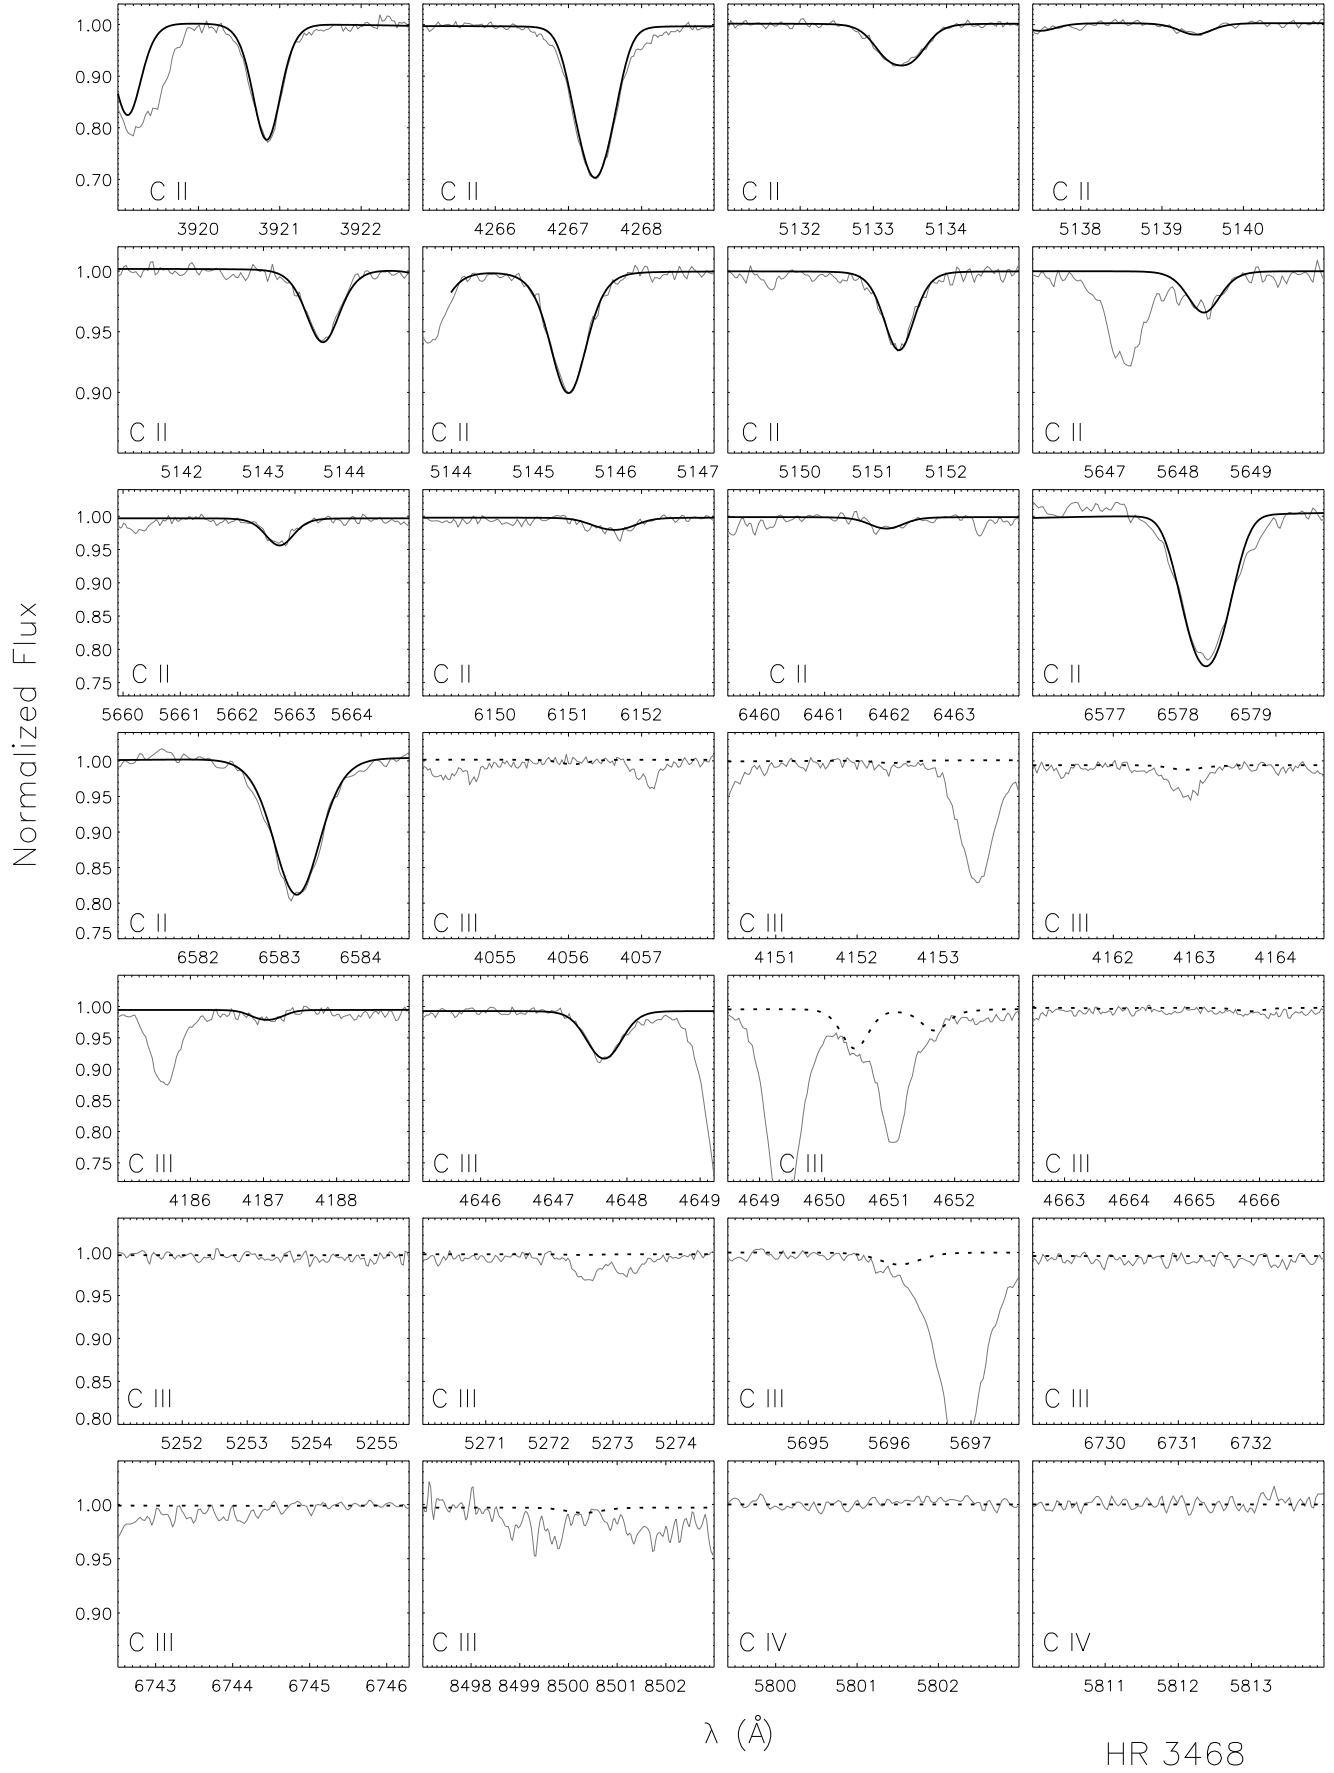 1.00
0.90
0.80
0.70
C II
C II
C II
C II
3920 3921 3922
4266 4267 4268
5132 5133 5134
5138 5139 5140
1.00
0.95
0.90
C II
C II
C II
C II
5142 5143 5144
5144 5145 5146 5147
5150 5151 5152
5647 5648 5649
1.00
0.95
0.90
0.85
0.80
0.75
C II
C II
C II
C II
5660 5661 5662 5663 5664
6150 6151 6152
6460 6461 6462 6463
6577 6578 6579
Normalized Flux
1.00
0.95
0.90
0.85
0.80
0.75
C II
C III
C III
C III
6582 6583 6584
4055 4056 4057
4151 4152 4153
4162 4163 4164
1.00
0.95
0.90
0.85
0.80
0.75
C III
C III
C III
C III
4186 4187 4188
4646 4647 4648 4649
4649 4650 4651 4652
4663 4664 4665 4666
1.00
0.95
0.90
0.85
0.80
C III
C III
C III
C III
5252 5253 5254 5255
5271 5272 5273 5274
5695 5696 5697
6730 6731 6732
1.00
0.95
0.90
C III
C III
C IV
C IV
6743 6744 6745 6746
8498 8499 8500 8501 8502
5800 5801 5802
5811 5812 5813
λ (Å)
HR 3468